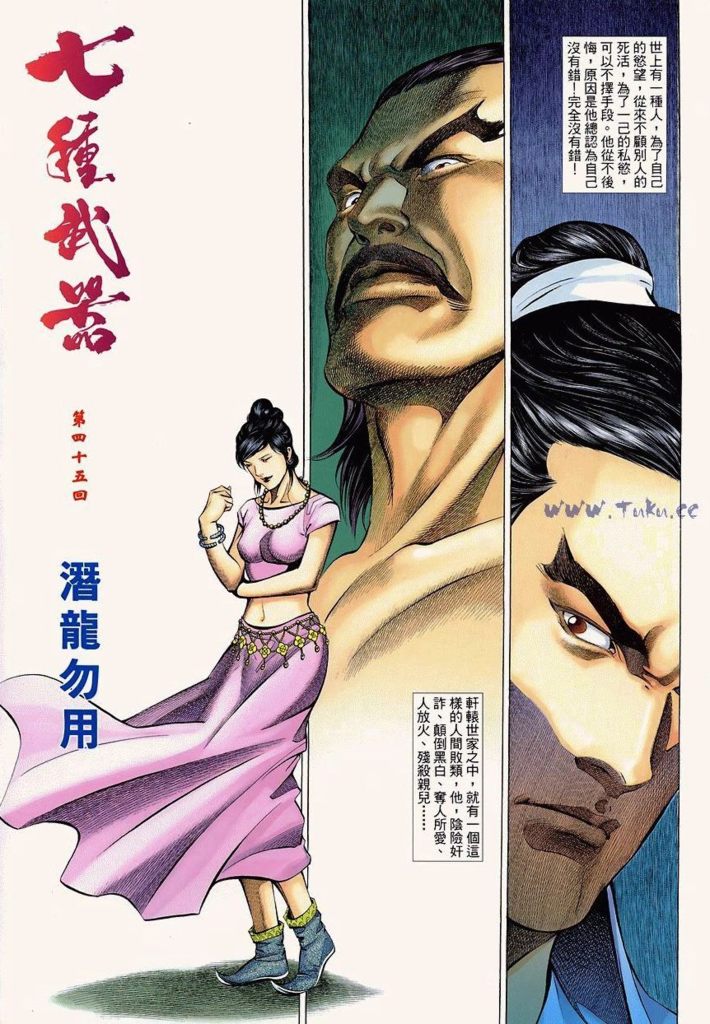 七種武器
第四十五回
潛龍勿用
世上有一種人，為了自己
的慾望，從來不顧別人的
死活，為了一己的私慾，
可以不擇手段。他從不後
悔，原因是他總認為自己
沒有錯！完全沒有錯！
www.Tuku.cc
軒轅世家之中，就有一個這
樣的人間敗類，他，陰險奸
詐、顛倒黑白、奪人所愛、
人放火、殘殺親兒……